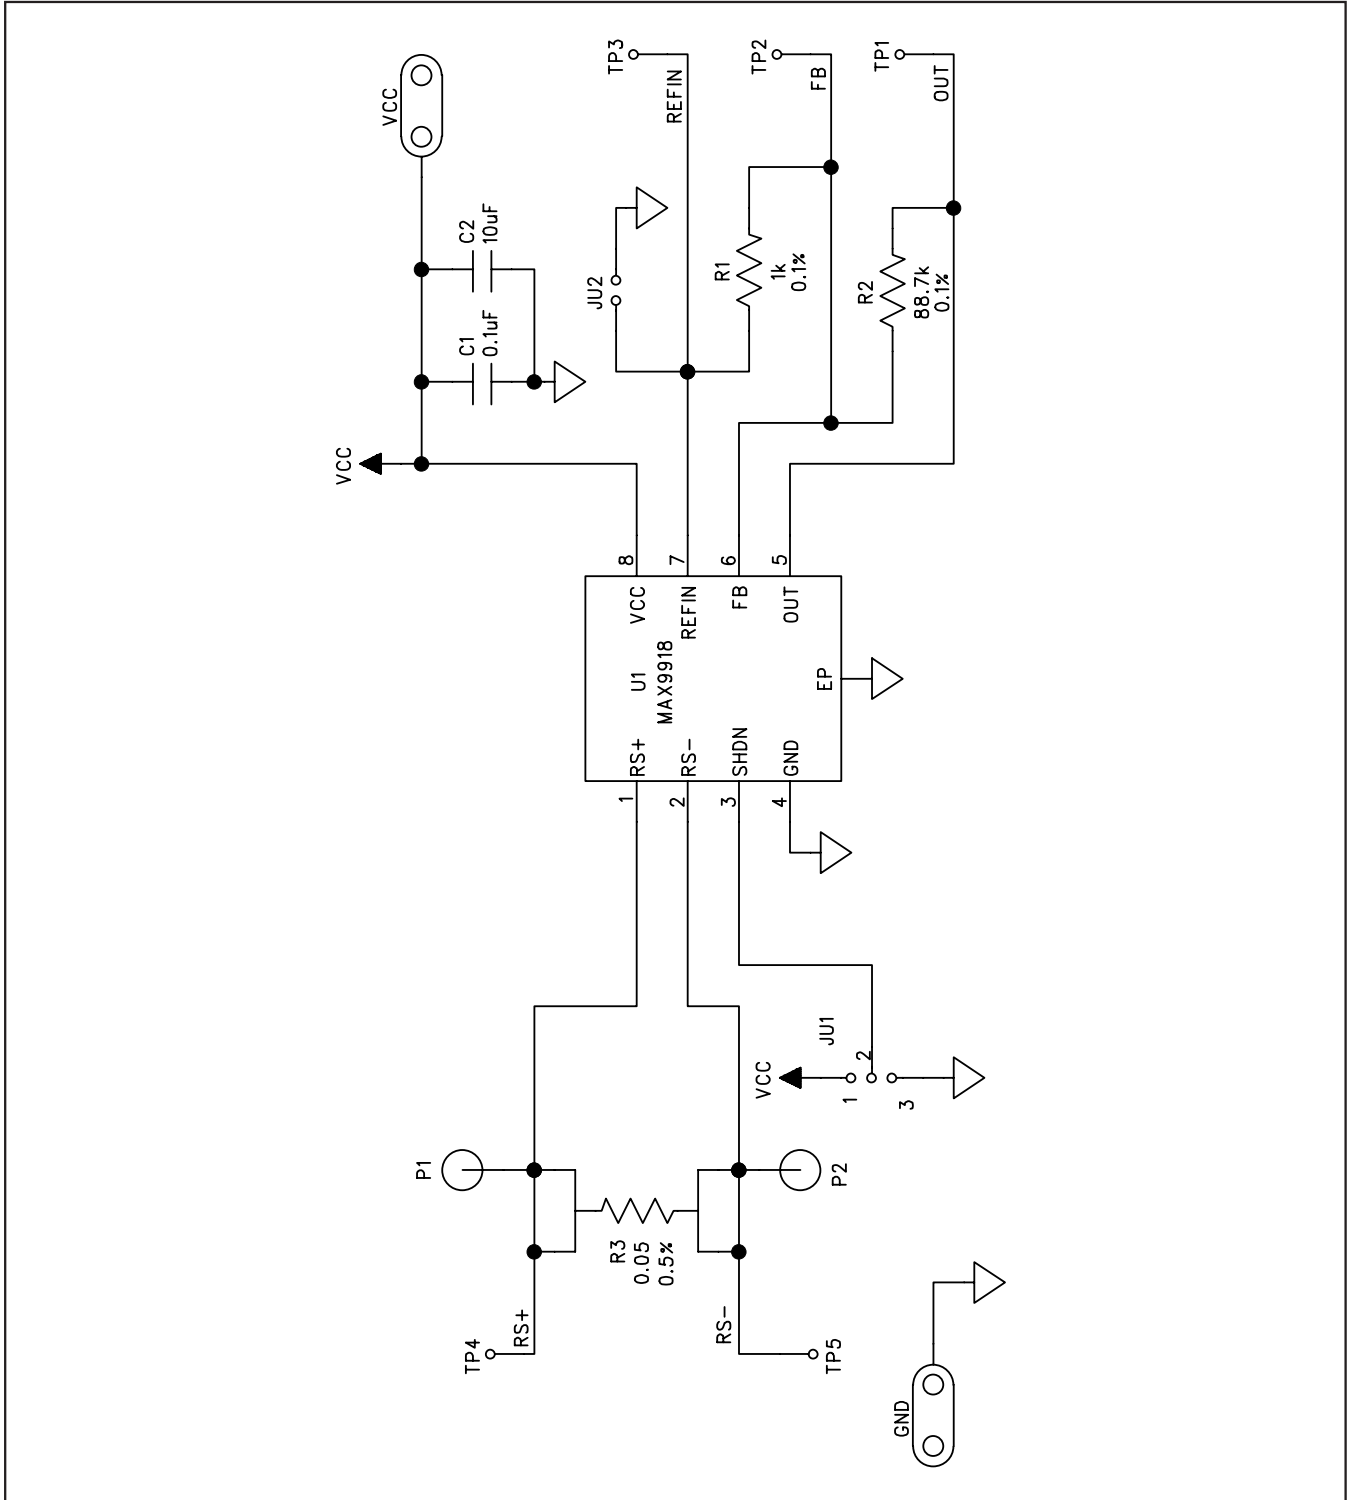 TP4
RS+
P1
R3
0.05
0.5%
RS-
TP5
P2
GND
VCC
JU1
1
2
3
1
2
3
4
RS+
RS-
SHDN
GND
U1
MAX9918
EP
VCC
REFIN
FB
OUT
8
7
6
5
VCC
C1
0.1uF
C2
10uF
VCC
JU2
TP3
REFIN
R1
1k
0.1%
TP2
FB
R2
88.7k
0.1%
TP1
OUT